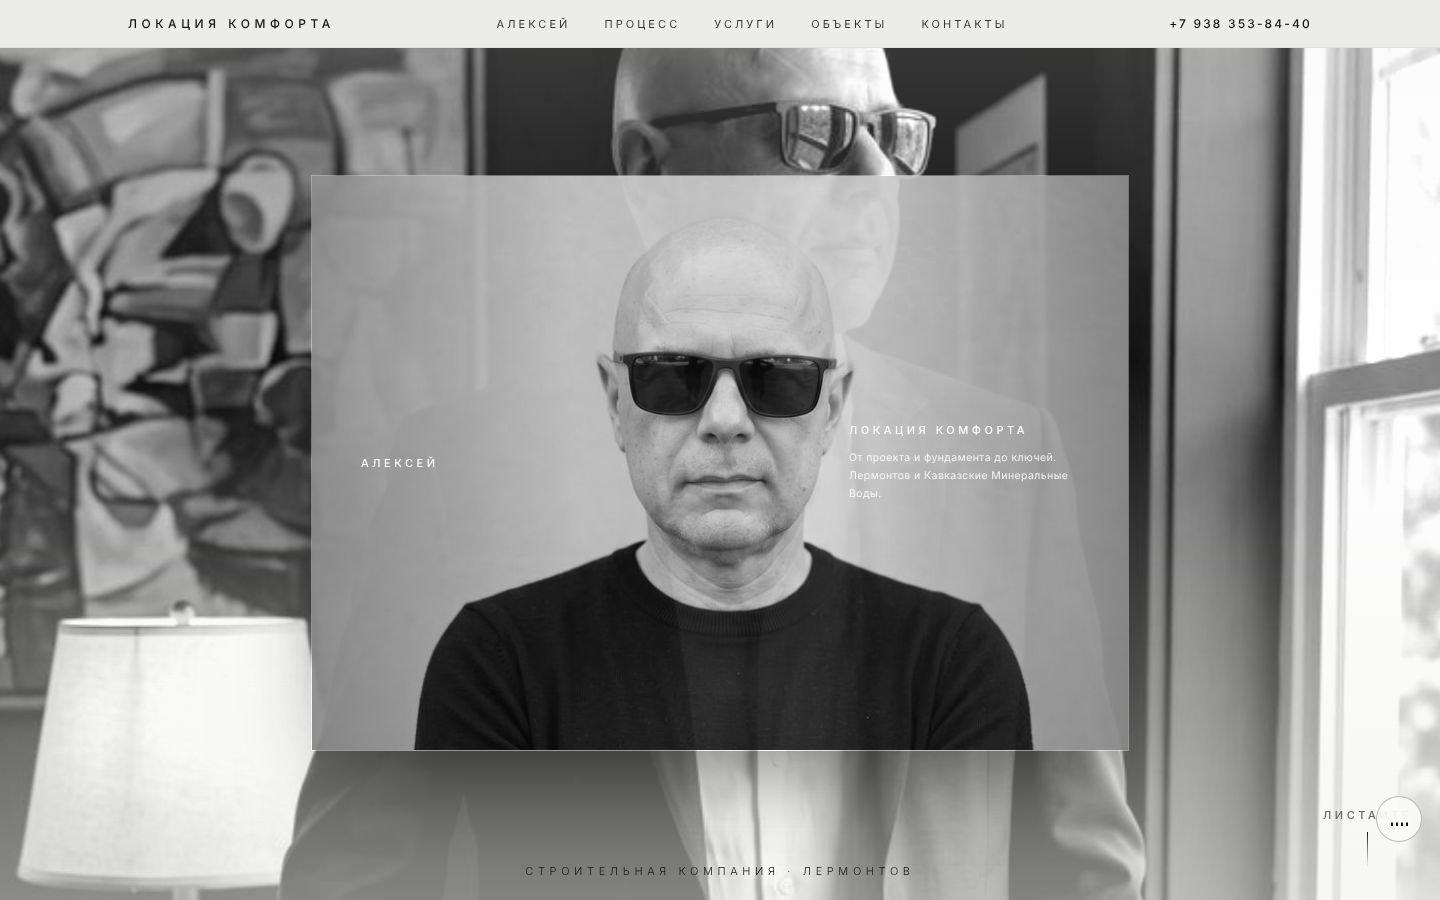 ЛОКАЦИЯ КОМФОРТА
АЛЕКСЕЙ ПРОЦЕСС УСЛУГИ ОБЪЕКТЫ КОНТАКТЫ
+7 938 353-84-40
АЛЕКСЕЙ
ЛОКАЦИЯ КОМФОРТА
От проекта и фундамента до ключей.
Лермонтов и Кавказские Минеральные
Воды.
СТРОИТЕЛЬНАЯ КОМПАНИЯ · ЛЕРМОНТОВ